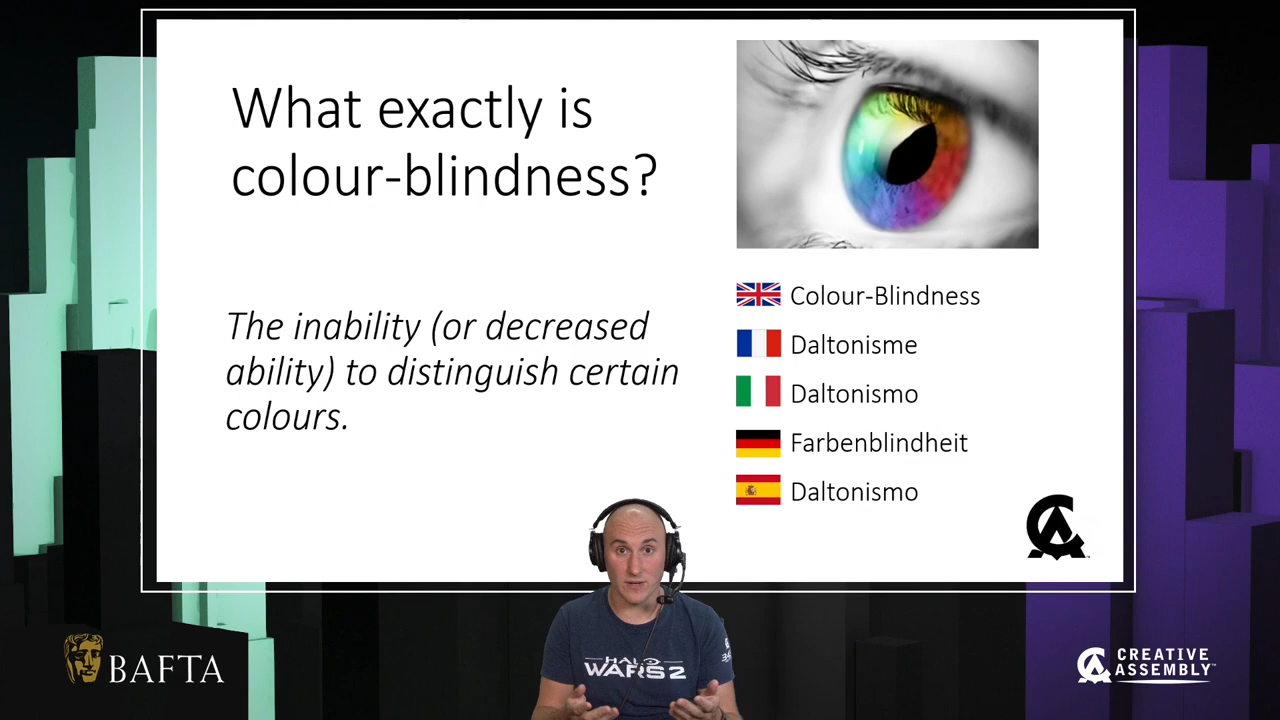 What exactly is
colour-blindness?
The inability (or decreased
ability) to distinguish certain
colours.
Colour-Blindness
Daltonisme
Daltonismo
Farbenblindheit
Daltonismo
HALO
WARS 2
BAFTA
CREATIVE
ASSEMBLY™